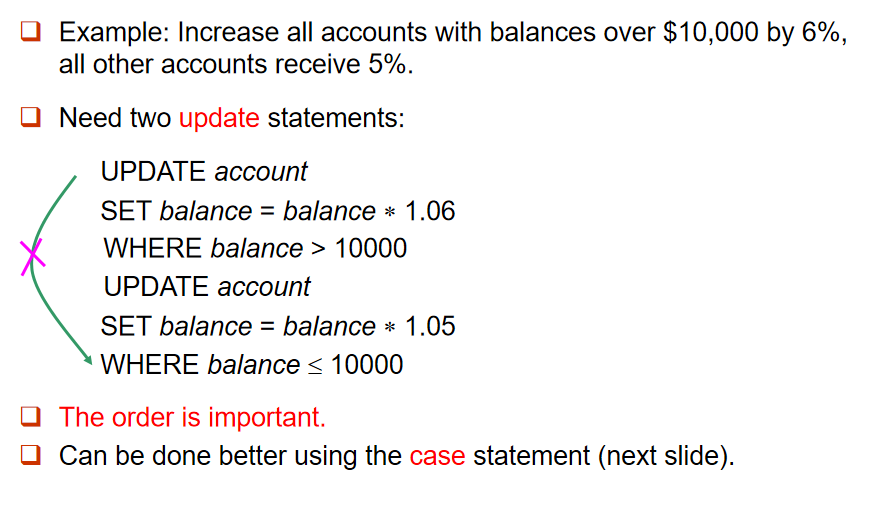 Example: Increase all accounts with balances over $10,000 by 6%,
all other accounts receive 5%.
Need two update statements:
UPDATE account
SET balance = balance ∗ 1.06
WHERE balance > 10000
UPDATE account
SET balance = balance ∗ 1.05
WHERE balance ≤ 10000
The order is important.
Can be done better using the case statement (next slide).